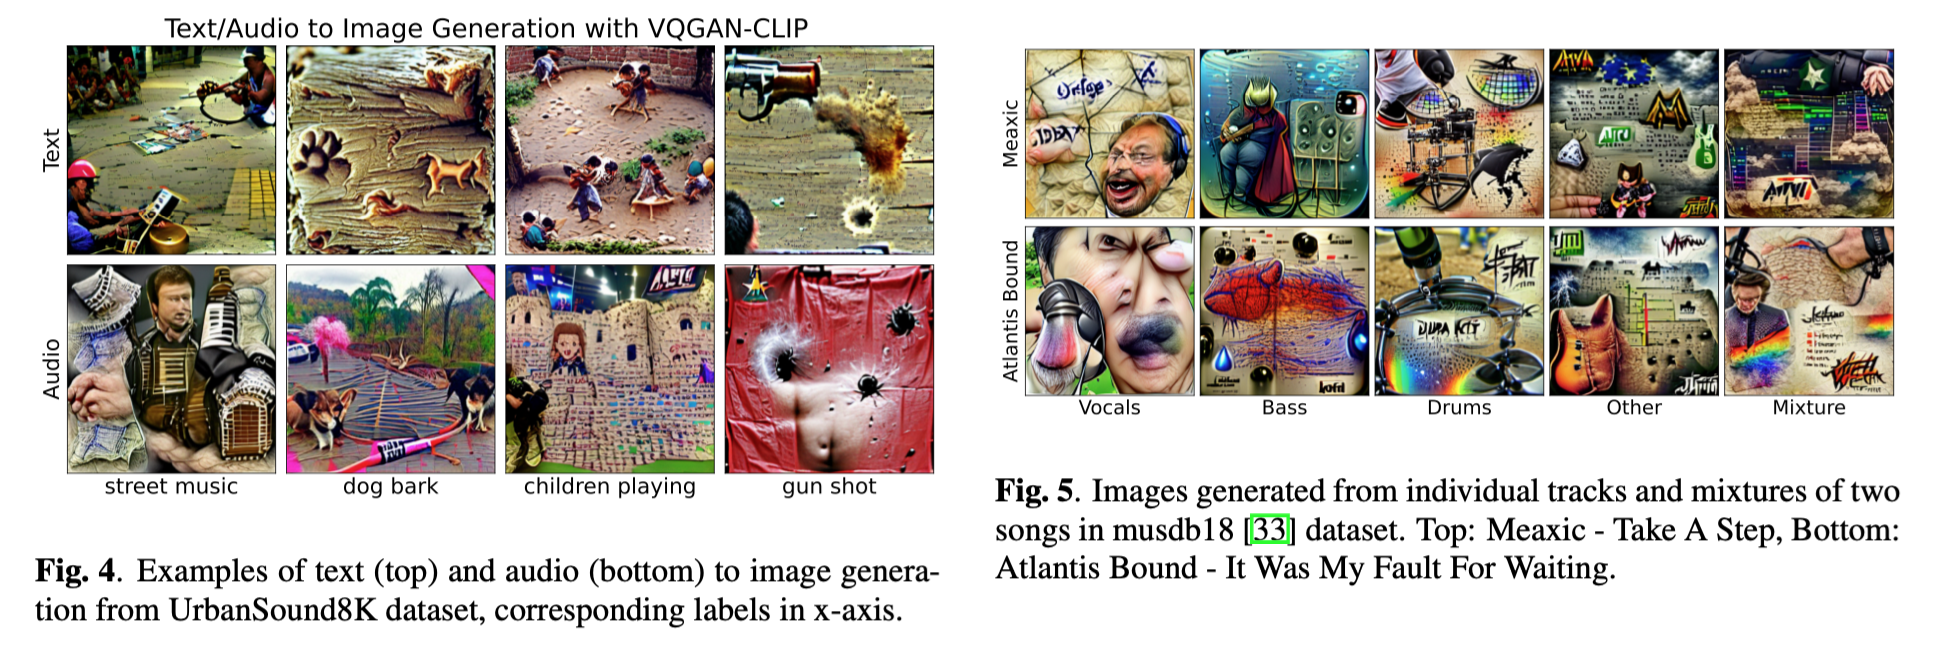 Text/Audio to Image Generation with VQGAN-CLIP
Text
Audio
street music
dog bark
children playing
gun shot
Fig. 4. Examples of text (top) and audio (bottom) to image genera-
tion from UrbanSound8K dataset, corresponding labels in x-axis.
Meaxic
Atlantis Bound
Vocals
Bass
Drums
Other
Mixture
Fig. 5. Images generated from individual tracks and mixtures of two
songs in musdb18 [33] dataset. Top: Meaxic - Take A Step, Bottom:
Atlantis Bound - It Was My Fault For Waiting.